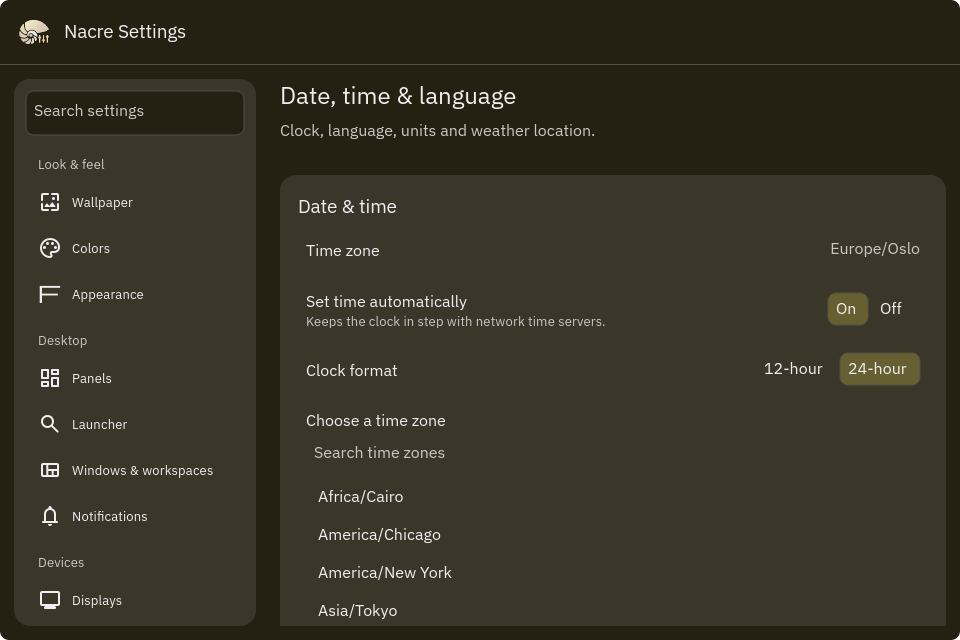 Nacre Settings
Search settings
Look & feel
Wallpaper
Colors
Appearance
Desktop
Panels
Launcher
Windows & workspaces
Notifications
Devices
Displays
Date, time & language
Clock, language, units and weather location.
Date & time
Time zone
Europe/Oslo
Set time automatically
Keeps the clock in step with network time servers.
On
Off
Clock format
12-hour
24-hour
Choose a time zone
Search time zones
Africa/Cairo
America/Chicago
America/New York
Asia/Tokyo